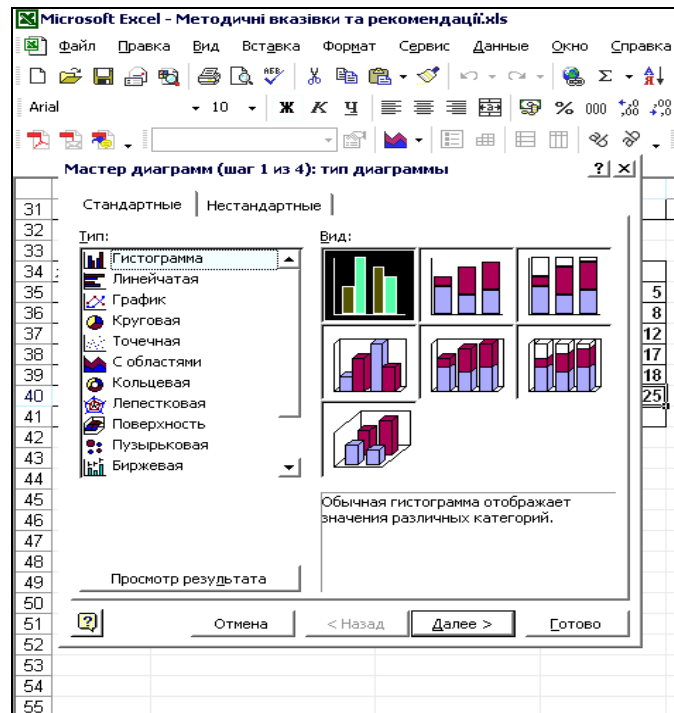 Microsoft Excel - Методичні вказівки та рекомендації.xls
Файл Правка Вид Вставка Формат Сервис Данные Окно Справка
Arial 10 Ж К Ч % 000
Мастер диаграмм (шаг 1 из 4): тип диаграммы
Стандартные Нестандартные
Тип:
Гистограмма
Линейчатая
График
Круговая
Точечная
С областями
Кольцевая
Лепестковая
Поверхность
Пузырьковая
Биржевая
Вид:
Обычная гистограмма отображает
значения различных категорий.
Просмотр результата
Отмена < Назад Далее > Готово
31
32
33
34
35 5
36 8
37 12
38 17
39 18
40 25
41
42
43
44
45
46
47
48
49
50
51
52
53
54
55